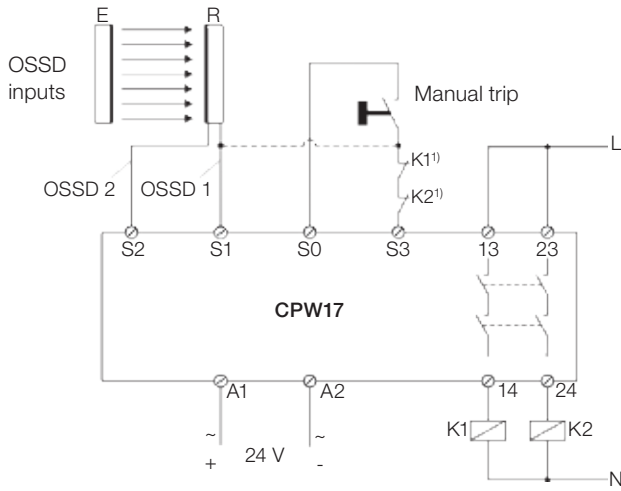 E
R
OSSD
inputs
Manual trip
L
K1¹⁾
OSSD 2
OSSD 1
K2¹⁾
S2
S1
S0
S3
13
23
CPW17
A1
A2
14
24
~
24 V
~
+
-
K1
K2
N